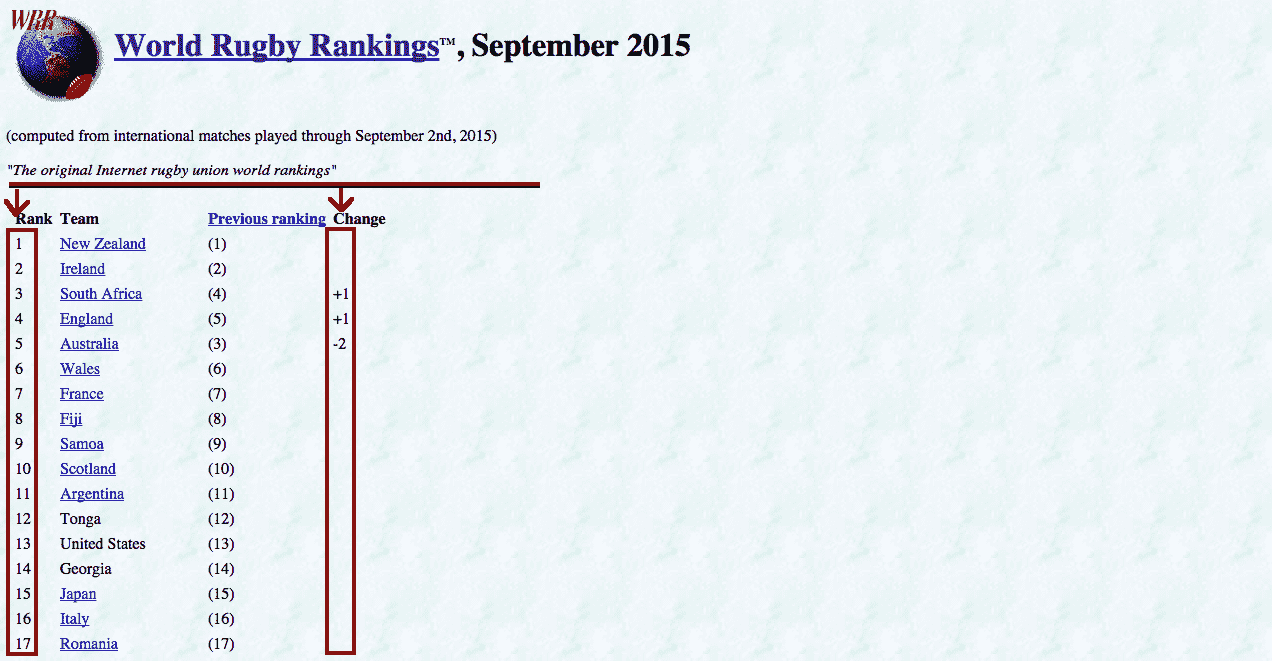 WRR
World Rugby Rankings™, September 2015
(computed from international matches played through September 2nd, 2015)
"The original Internet rugby union world rankings"
Rank Team Previous ranking Change
1 New Zealand (1)
2 Ireland (2)
3 South Africa (4) +1
4 England (5) +1
5 Australia (3) -2
6 Wales (6)
7 France (7)
8 Fiji (8)
9 Samoa (9)
10 Scotland (10)
11 Argentina (11)
12 Tonga (12)
13 United States (13)
14 Georgia (14)
15 Japan (15)
16 Italy (16)
17 Romania (17)